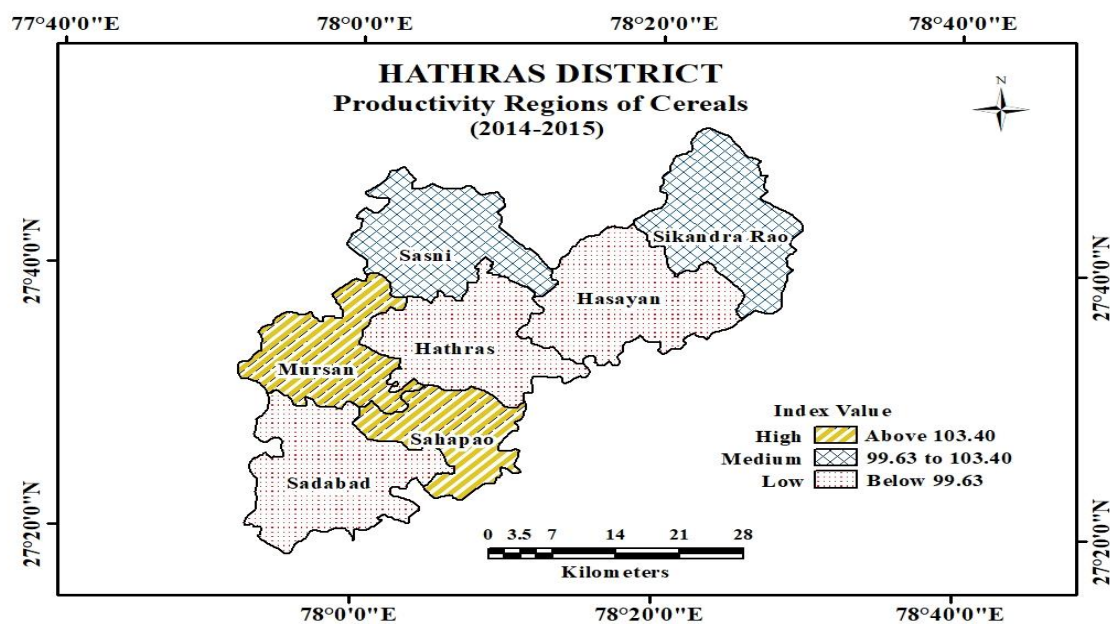 77°40'0"E 78°0'0"E 78°20'0"E 78°40'0"E
HATHRAS DISTRICT
Productivity Regions of Cereals
(2014-2015)
N
27°40'0"N
27°40'0"N
Sikandra Rao
Sasni
Hasayan
Hathras
Mursan
Sahapao
Sadabad
Index Value
High Above 103.40
Medium 99.63 to 103.40
Low Below 99.63
27°20'0"N
27°20'0"N
0 3.5 7 14 21 28
Kilometers
78°0'0"E 78°20'0"E 78°40'0"E